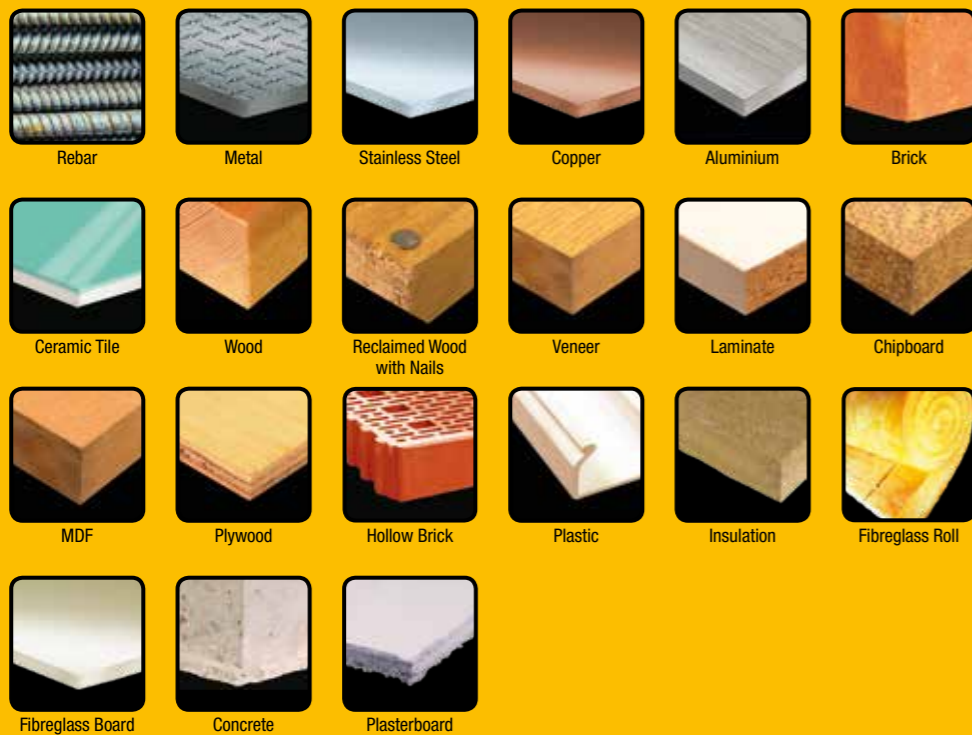 Rebar
Metal
Stainless Steel
Copper
Aluminium
Brick
Ceramic Tile
Wood
Reclaimed Wood
with Nails
Veneer
Laminate
Chipboard
MDF
Plywood
Hollow Brick
Plastic
Insulation
Fibreglass Roll
Fibreglass Board
Concrete
Plasterboard